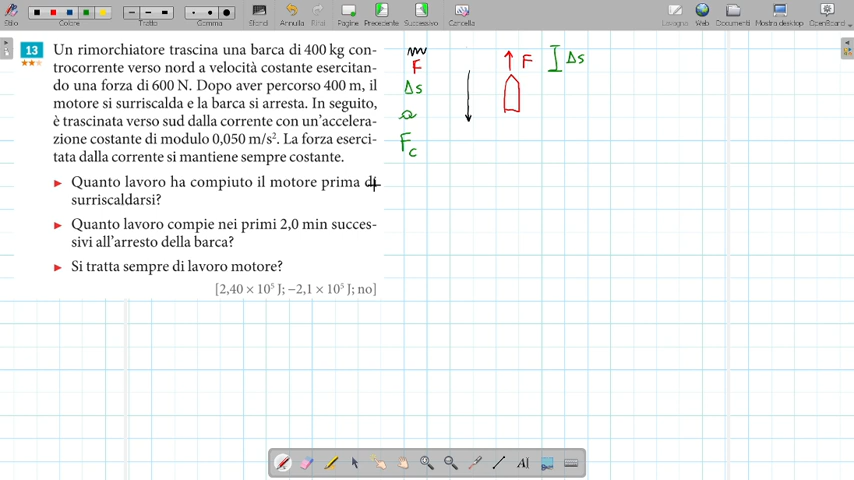 Stilo
Colore
Tratto
Gomma
Sfondi
Annulla
Rifai
Pagine
Precedente
Successivo
Cancella
Lavagna
Web
Documenti
Mostra desktop
OpenBoard
13
Un rimorchiatore trascina una barca di 400 kg con-
trocorrente verso nord a velocità costante esercitan-
do una forza di 600 N. Dopo aver percorso 400 m, il
motore si surriscalda e la barca si arresta. In seguito,
è trascinata verso sud dalla corrente con un'accelera-
zione costante di modulo 0,050 m/s². La forza eserci-
tata dalla corrente si mantiene sempre costante.
► Quanto lavoro ha compiuto il motore prima di
surriscaldarsi?
► Quanto lavoro compie nei primi 2,0 min succes-
sivi all'arresto della barca?
► Si tratta sempre di lavoro motore?
[2,40 × 10⁵ J; −2,1 × 10⁵ J; no]
m
F
Δs
a
Fc
F
Δs